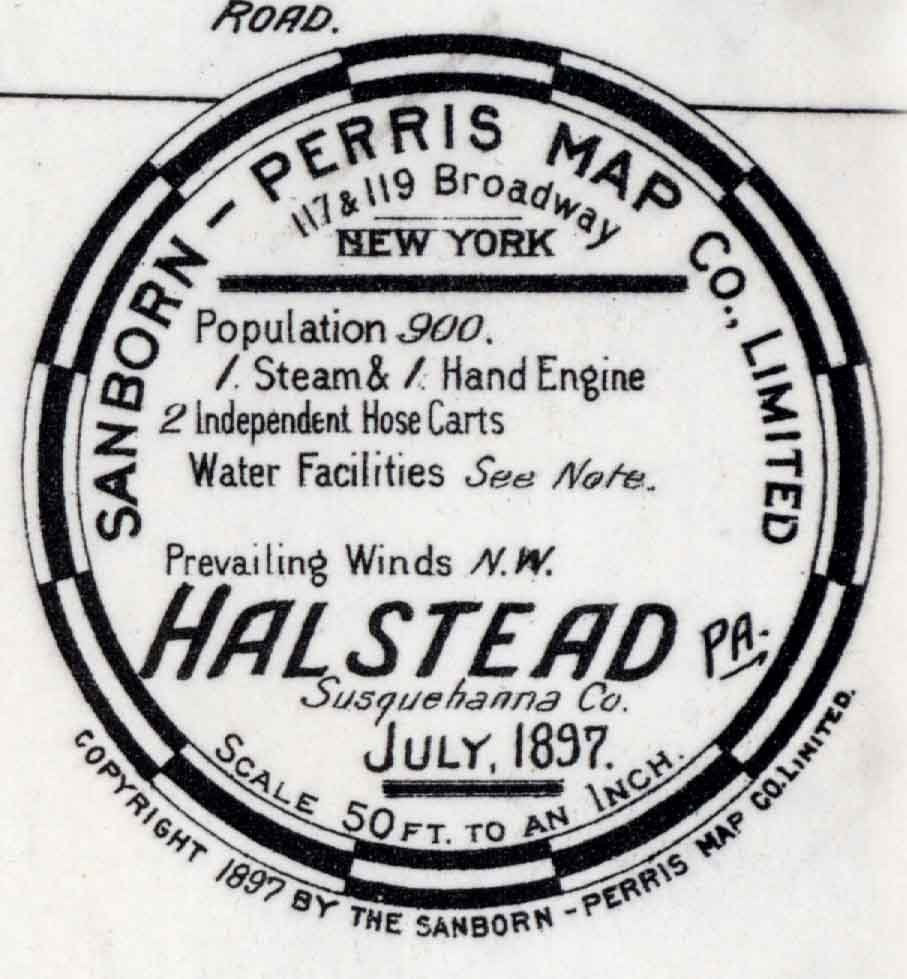 ROAD.
SANBORN - PERRIS MAP CO., LIMITED
117 & 119 Broadway
NEW YORK
Population 900.
1. Steam & 1. Hand Engine
2 Independent Hose Carts
Water Facilities See Note.
Prevailing Winds N.W.
HALSTEAD PA.
Susquehanna Co.
JULY, 1897.
SCALE 50 FT. TO AN INCH.
COPYRIGHT 1897 BY THE SANBORN - PERRIS MAP CO. LIMITED.